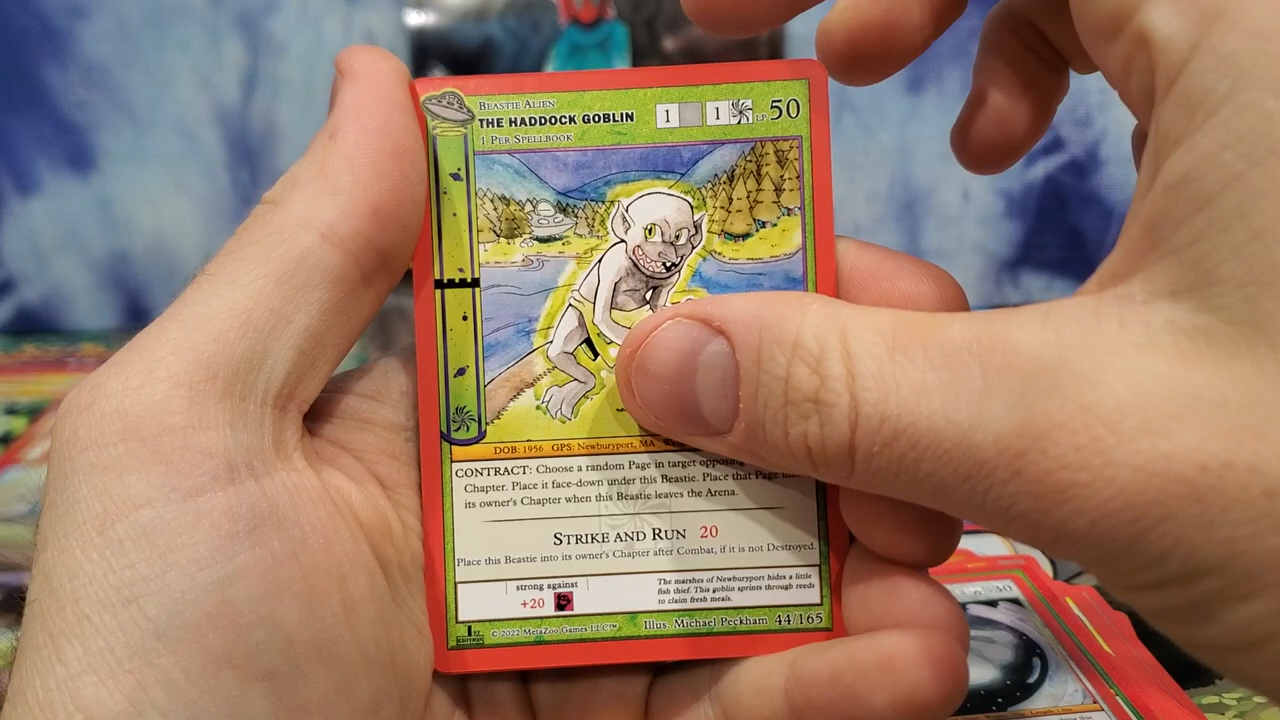 BEASTIE ALIEN
THE HADDOCK GOBLIN
1 1 LP 50
1 PER SPELLBOOK
DOB: 1956 GPS: Newburyport, MA
CONTRACT: Choose a random Page in target opposing
Chapter. Place it face-down under this Beastie. Place that Page into
its owner's Chapter when this Beastie leaves the Arena.
STRIKE AND RUN 20
Place this Beastie into its owner's Chapter after Combat, if it is not Destroyed.
strong against
+20
The marshes of Newburyport hides a little
fish thief. This goblin sprints through reeds
to claim fresh meals.
1ST EDITION
© 2022 MetaZoo Games LLC™
Illus. Michael Peckham 44/165
30